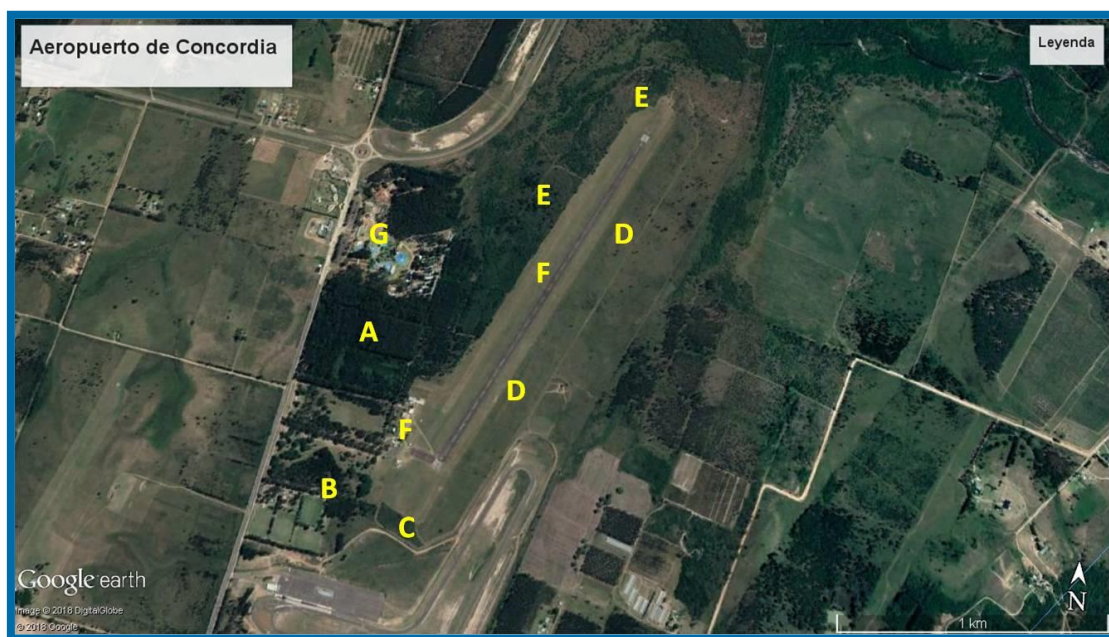 Aeropuerto de Concordia
Leyenda
E
E
G
D
F
A
D
F
B
C
Google earth
Image © 2018 DigitalGlobe
© 2018 Google
N
1 km